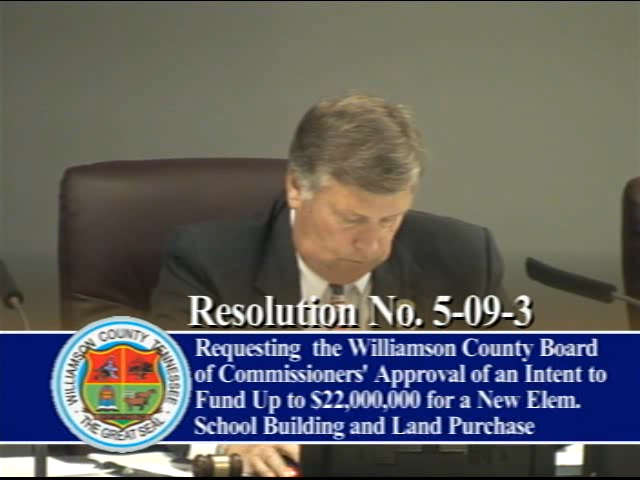 Resolution No. 5-09-3
Requesting the Williamson County Board
of Commissioners' Approval of an Intent to
Fund Up to $22,000,000 for a New Elem.
School Building and Land Purchase
WILLIAMSON COUNTY TENNESSEE
THE GREAT SEAL